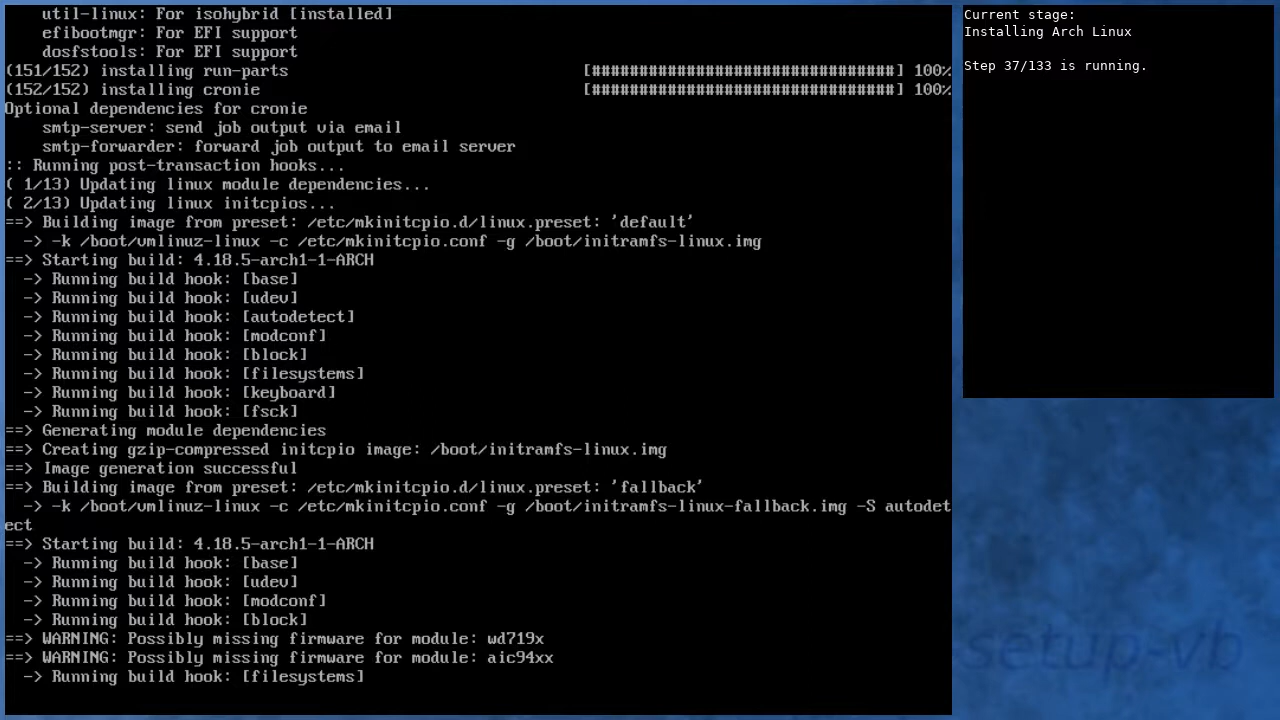 util-linux: For isohybrid [installed]
efibootmgr: For EFI support
dosfstools: For EFI support
(151/152) installing run-parts [################################] 100%
(152/152) installing cronie [################################] 100%
Optional dependencies for cronie
smtp-server: send job output via email
smtp-forwarder: forward job output to email server
:: Running post-transaction hooks...
( 1/13) Updating linux module dependencies...
( 2/13) Updating linux initcpios...
==> Building image from preset: /etc/mkinitcpio.d/linux.preset: 'default'
-> -k /boot/vmlinuz-linux -c /etc/mkinitcpio.conf -g /boot/initramfs-linux.img
==> Starting build: 4.18.5-arch1-1-ARCH
-> Running build hook: [base]
-> Running build hook: [udev]
-> Running build hook: [autodetect]
-> Running build hook: [modconf]
-> Running build hook: [block]
-> Running build hook: [filesystems]
-> Running build hook: [keyboard]
-> Running build hook: [fsck]
==> Generating module dependencies
==> Creating gzip-compressed initcpio image: /boot/initramfs-linux.img
==> Image generation successful
==> Building image from preset: /etc/mkinitcpio.d/linux.preset: 'fallback'
-> -k /boot/vmlinuz-linux -c /etc/mkinitcpio.conf -g /boot/initramfs-linux-fallback.img -S autodet
ect
==> Starting build: 4.18.5-arch1-1-ARCH
-> Running build hook: [base]
-> Running build hook: [udev]
-> Running build hook: [modconf]
-> Running build hook: [block]
==> WARNING: Possibly missing firmware for module: wd719x
==> WARNING: Possibly missing firmware for module: aic94xx
-> Running build hook: [filesystems]
Current stage:
Installing Arch Linux
Step 37/133 is running.
setup-vb